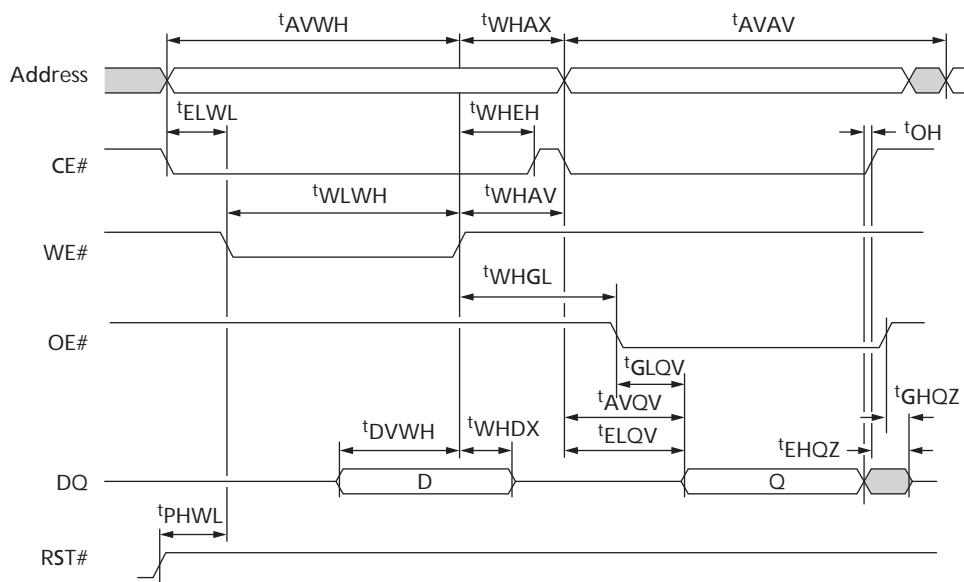 tAVWH
tWHAX
tAVAV
Address
tELWL
tWHEH
tOH
CE#
tWLWH
tWHAV
WE#
tWHGL
OE#
tGLQV
tGHQZ
tAVQV
tDVWH
tWHDX
tELQV
tEHQZ
DQ
D
Q
tPHWL
RST#